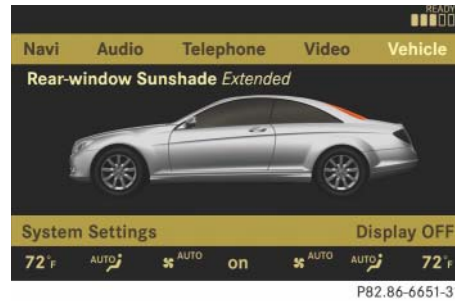 READY
Navi Audio Telephone Video Vehicle
Rear-window Sunshade Extended
System Settings Display OFF
72°F AUTO AUTO on AUTO AUTO 72°F
P82.86-6651-3